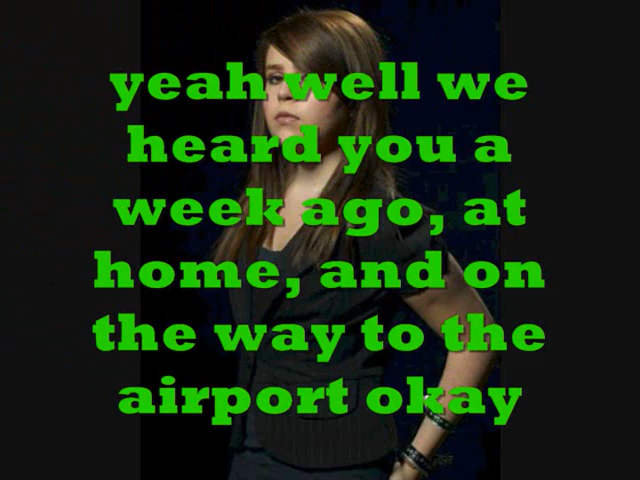 yeah well we
heard you a
week ago, at
home, and on
the way to the
airport okay